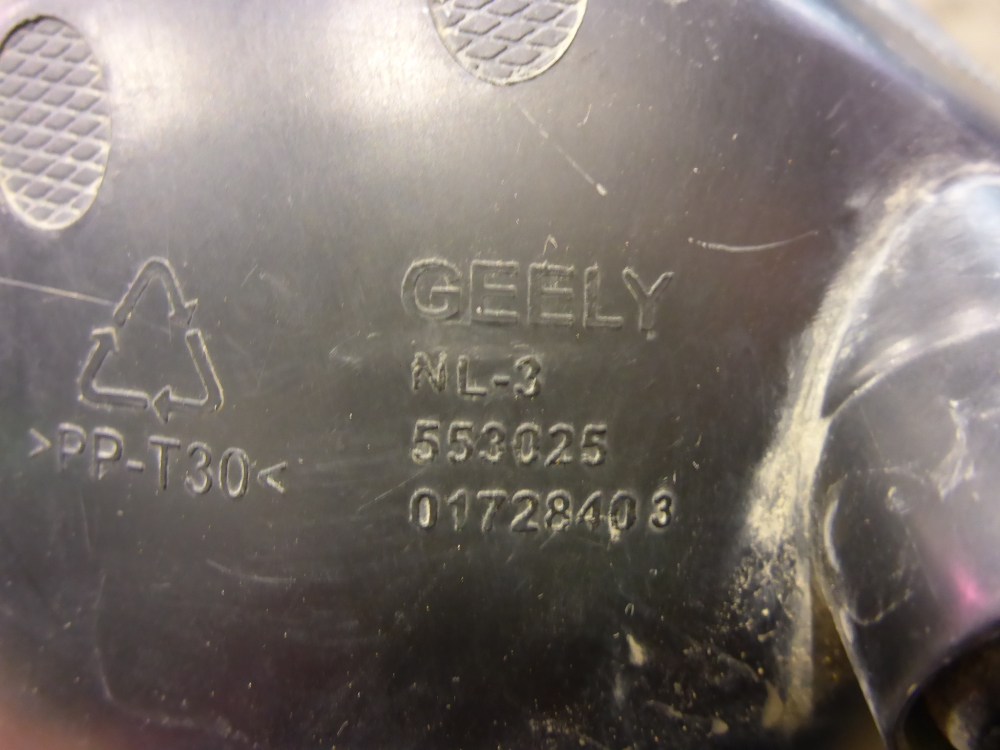 GEELY
NL-3
553025
01728403
>PP-T30<